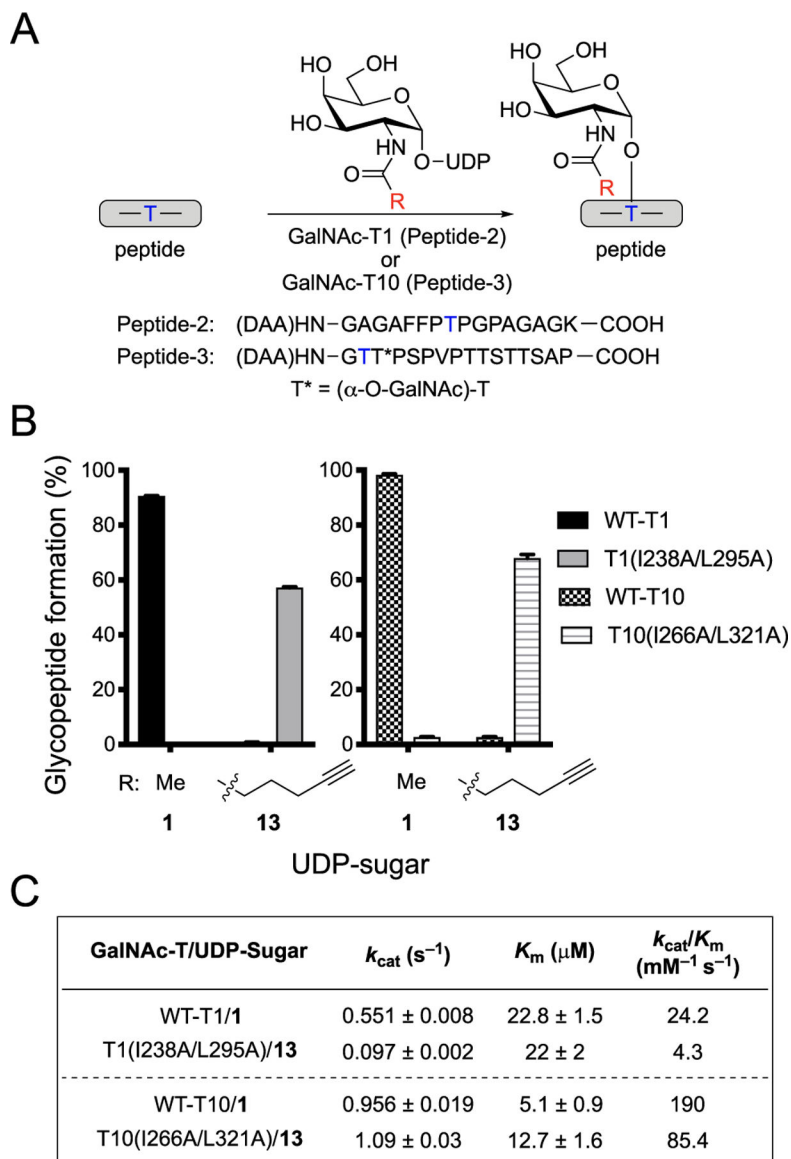 A
HO
OH
O
HO
HN
O–UDP
O
R
HO
OH
O
HO
HN
O
O
R
—T—
peptide
GalNAc-T1 (Peptide-2)
or
GalNAc-T10 (Peptide-3)
—T—
peptide
Peptide-2: (DAA)HN–GAGAFFPTPGPAGAGK–COOH
Peptide-3: (DAA)HN–GTT*PSPVPTTSTTSAP–COOH
T* = (α-O-GalNAc)-T
B
Glycopeptide formation (%)
100
80
60
40
20
0
100
80
60
40
20
0
WT-T1
T1(I238A/L295A)
WT-T10
T10(I266A/L321A)
R: Me
Me
1 13 1 13
UDP-sugar
C
GalNAc-T/UDP-Sugar kcat (s⁻¹) Km (μM) kcat/Km (mM⁻¹ s⁻¹)
WT-T1/1 0.551 ± 0.008 22.8 ± 1.5 24.2
T1(I238A/L295A)/13 0.097 ± 0.002 22 ± 2 4.3
WT-T10/1 0.956 ± 0.019 5.1 ± 0.9 190
T10(I266A/L321A)/13 1.09 ± 0.03 12.7 ± 1.6 85.4